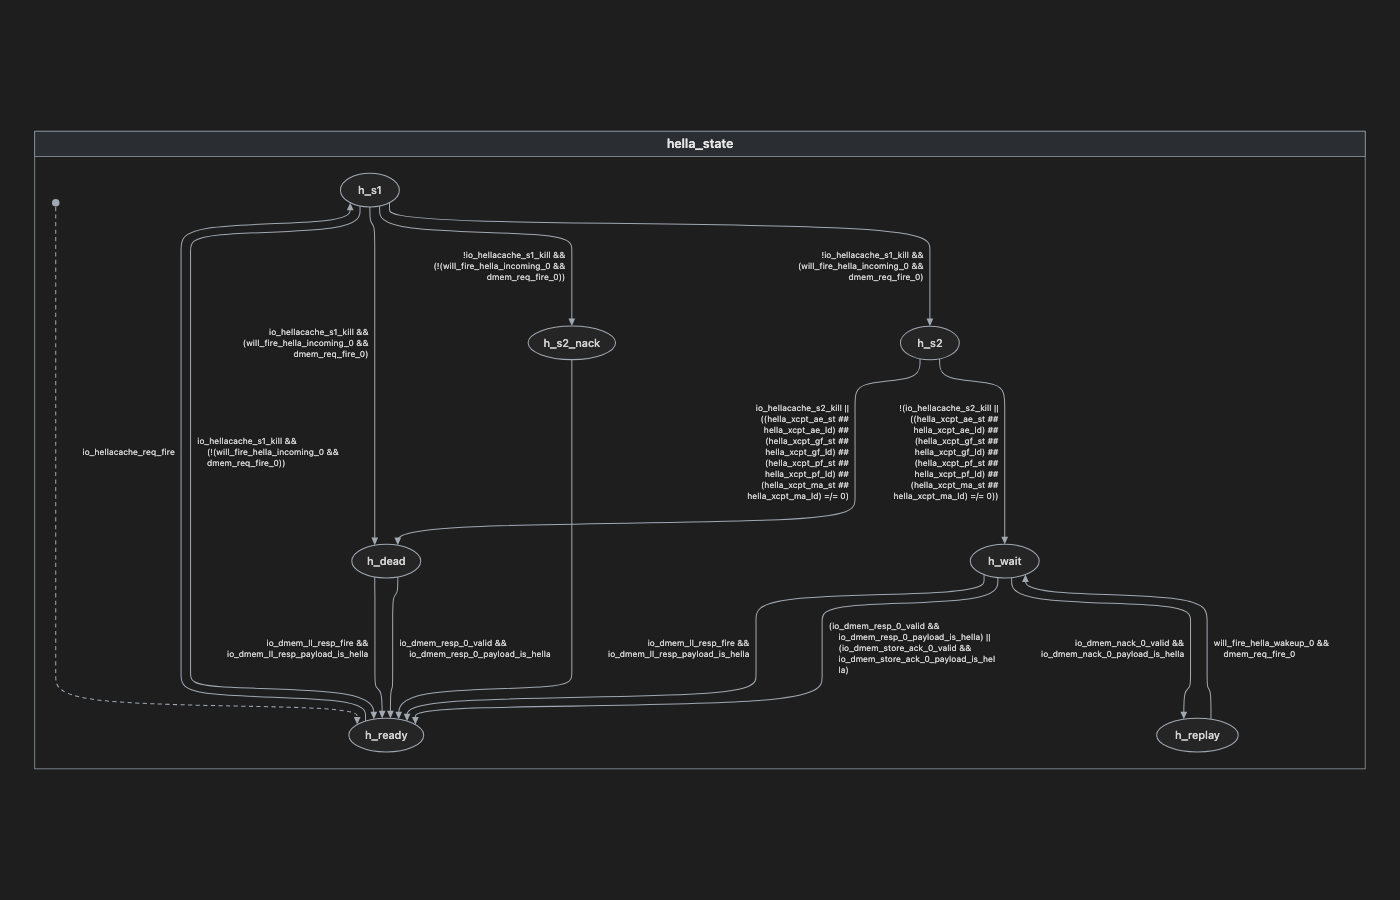 hella_state
h_s1
!io_hellacache_s1_kill &&
(!(will_fire_hella_incoming_0 &&
dmem_req_fire_0))
!io_hellacache_s1_kill &&
(will_fire_hella_incoming_0 &&
dmem_req_fire_0)
io_hellacache_s1_kill &&
(will_fire_hella_incoming_0 &&
dmem_req_fire_0)
h_s2_nack
h_s2
io_hellacache_req_fire
io_hellacache_s1_kill &&
(!(will_fire_hella_incoming_0 &&
dmem_req_fire_0))
io_hellacache_s2_kill ||
((hella_xcpt_ae_st ##
hella_xcpt_ae_ld) ##
(hella_xcpt_gf_st ##
hella_xcpt_gf_ld) ##
(hella_xcpt_pf_st ##
hella_xcpt_pf_ld) ##
(hella_xcpt_ma_st ##
hella_xcpt_ma_ld) =/= 0)
!(io_hellacache_s2_kill ||
((hella_xcpt_ae_st ##
hella_xcpt_ae_ld) ##
(hella_xcpt_gf_st ##
hella_xcpt_gf_ld) ##
(hella_xcpt_pf_st ##
hella_xcpt_pf_ld) ##
(hella_xcpt_ma_st ##
hella_xcpt_ma_ld) =/= 0))
h_dead
h_wait
io_dmem_ll_resp_fire &&
io_dmem_ll_resp_payload_is_hella
io_dmem_resp_0_valid &&
io_dmem_resp_0_payload_is_hella
io_dmem_ll_resp_fire &&
io_dmem_ll_resp_payload_is_hella
(io_dmem_resp_0_valid &&
io_dmem_resp_0_payload_is_hella) ||
(io_dmem_store_ack_0_valid &&
io_dmem_store_ack_0_payload_is_hel
la)
io_dmem_nack_0_valid &&
io_dmem_nack_0_payload_is_hella
will_fire_hella_wakeup_0 &&
dmem_req_fire_0
h_ready
h_replay